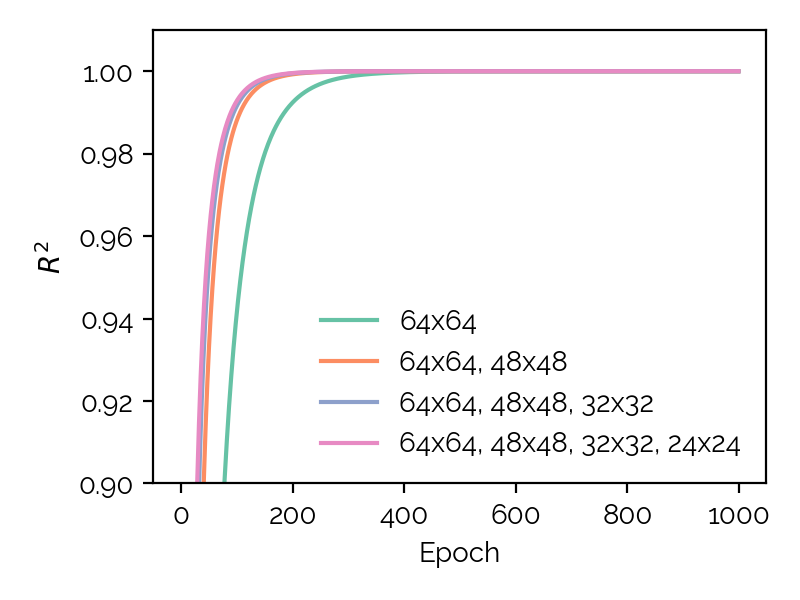 1.00
0.98
0.96
0.94
0.92
0.90
R²
64x64
64x64, 48x48
64x64, 48x48, 32x32
64x64, 48x48, 32x32, 24x24
0 200 400 600 800 1000
Epoch